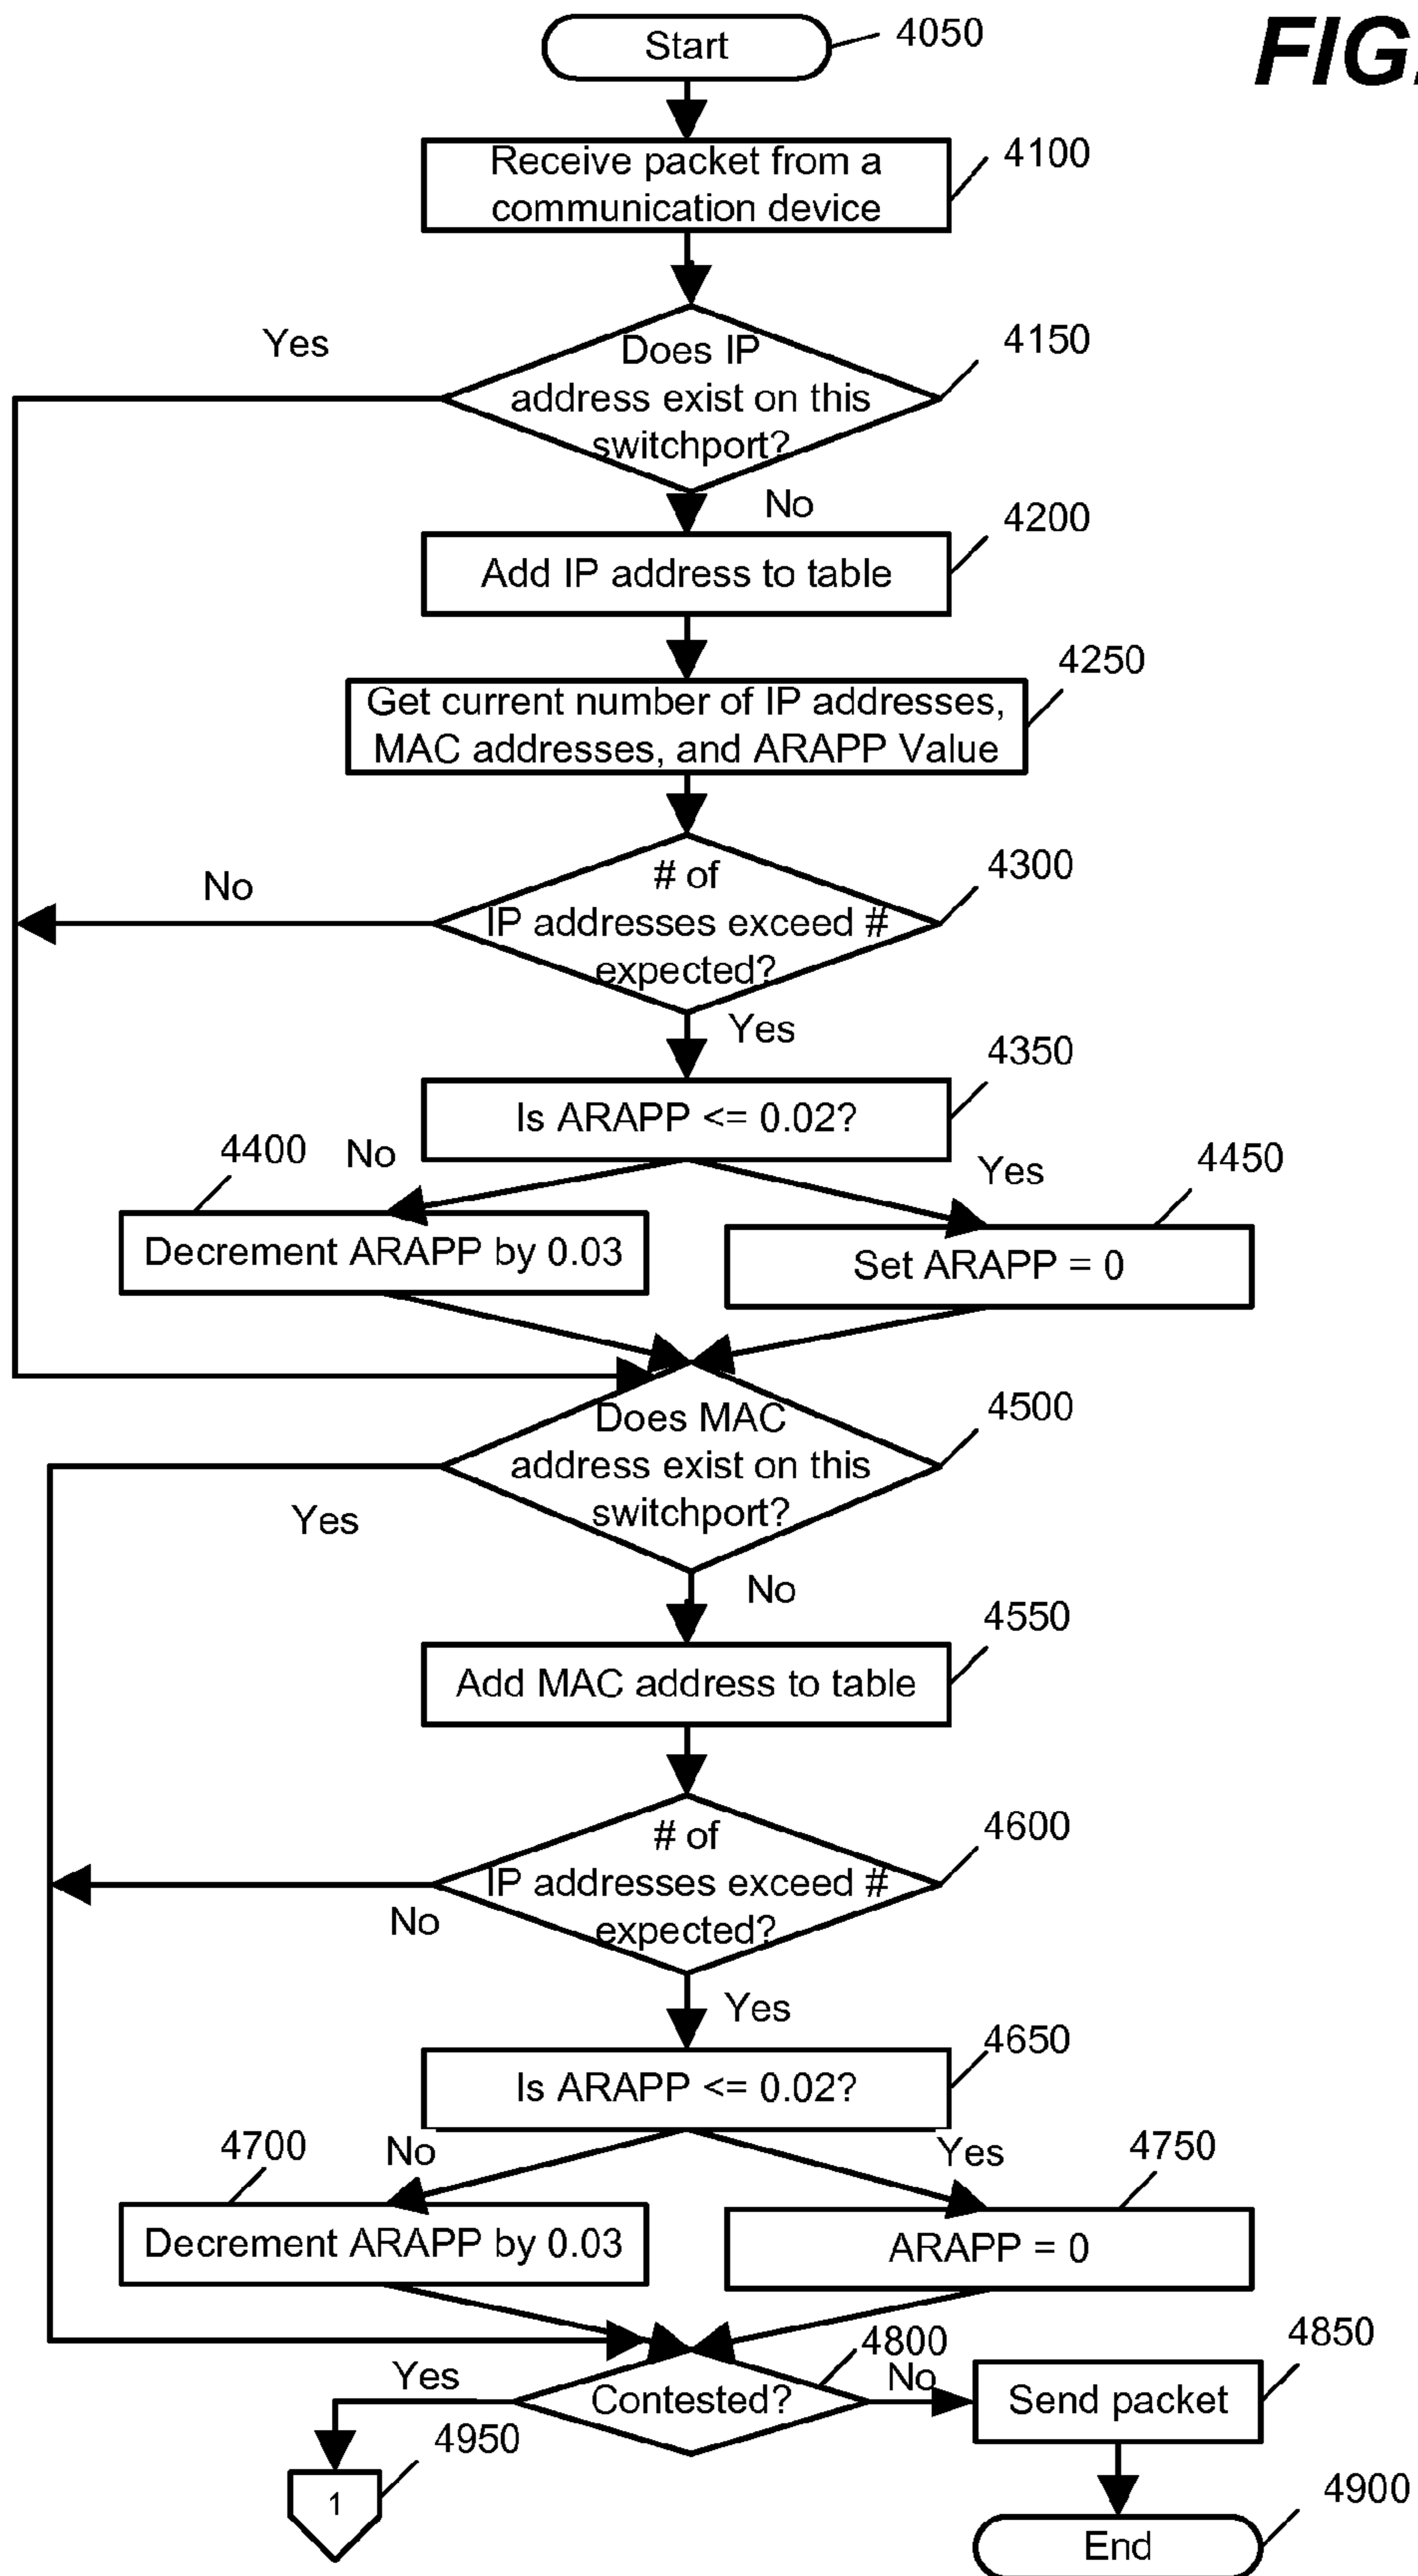 FIG.
Start
4050
Receive packet from a
communication device
4100
Yes
Does IP
address exist on this
switchport?
4150
No
Add IP address to table
4200
Get current number of IP addresses,
MAC addresses, and ARAPP Value
4250
No
# of
IP addresses exceed #
expected?
4300
Yes
Is ARAPP <= 0.02?
4350
4400
No
Yes
4450
Decrement ARAPP by 0.03
Set ARAPP = 0
Does MAC
address exist on this
switchport?
4500
Yes
No
Add MAC address to table
4550
# of
IP addresses exceed #
expected?
4600
No
Yes
Is ARAPP <= 0.02?
4650
4700
No
Yes
4750
Decrement ARAPP by 0.03
ARAPP = 0
4800
4850
Yes
Contested?
No
Send packet
4950
1
4900
End